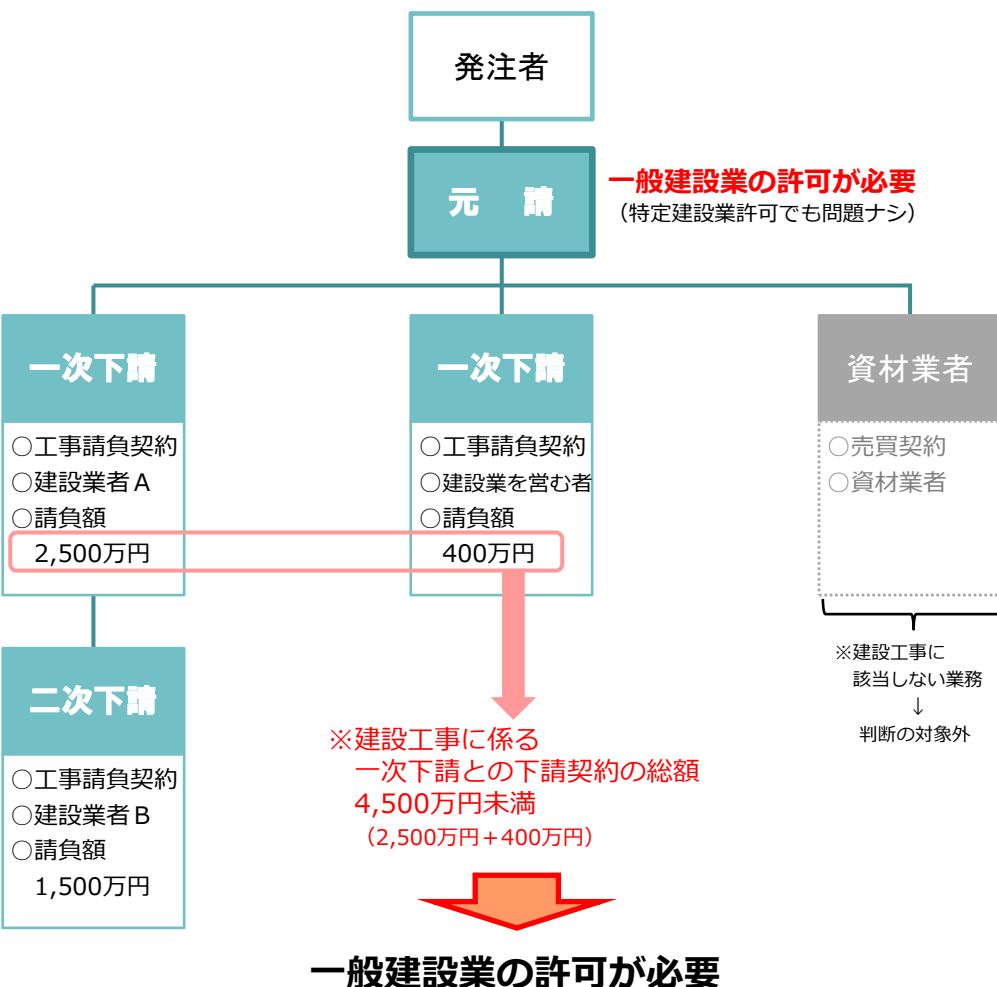 発注者
元　請
一般建設業の許可が必要
（特定建設業許可でも問題ナシ）
一次下請
○工事請負契約
○建設業者Ａ
○請負額
2,500万円
一次下請
○工事請負契約
○建設業を営む者
○請負額
400万円
資材業者
○売買契約
○資材業者
※建設工事に
該当しない業務
↓
判断の対象外
二次下請
○工事請負契約
○建設業者Ｂ
○請負額
1,500万円
※建設工事に係る
一次下請との下請契約の総額
4,500万円未満
（2,500万円＋400万円）
一般建設業の許可が必要